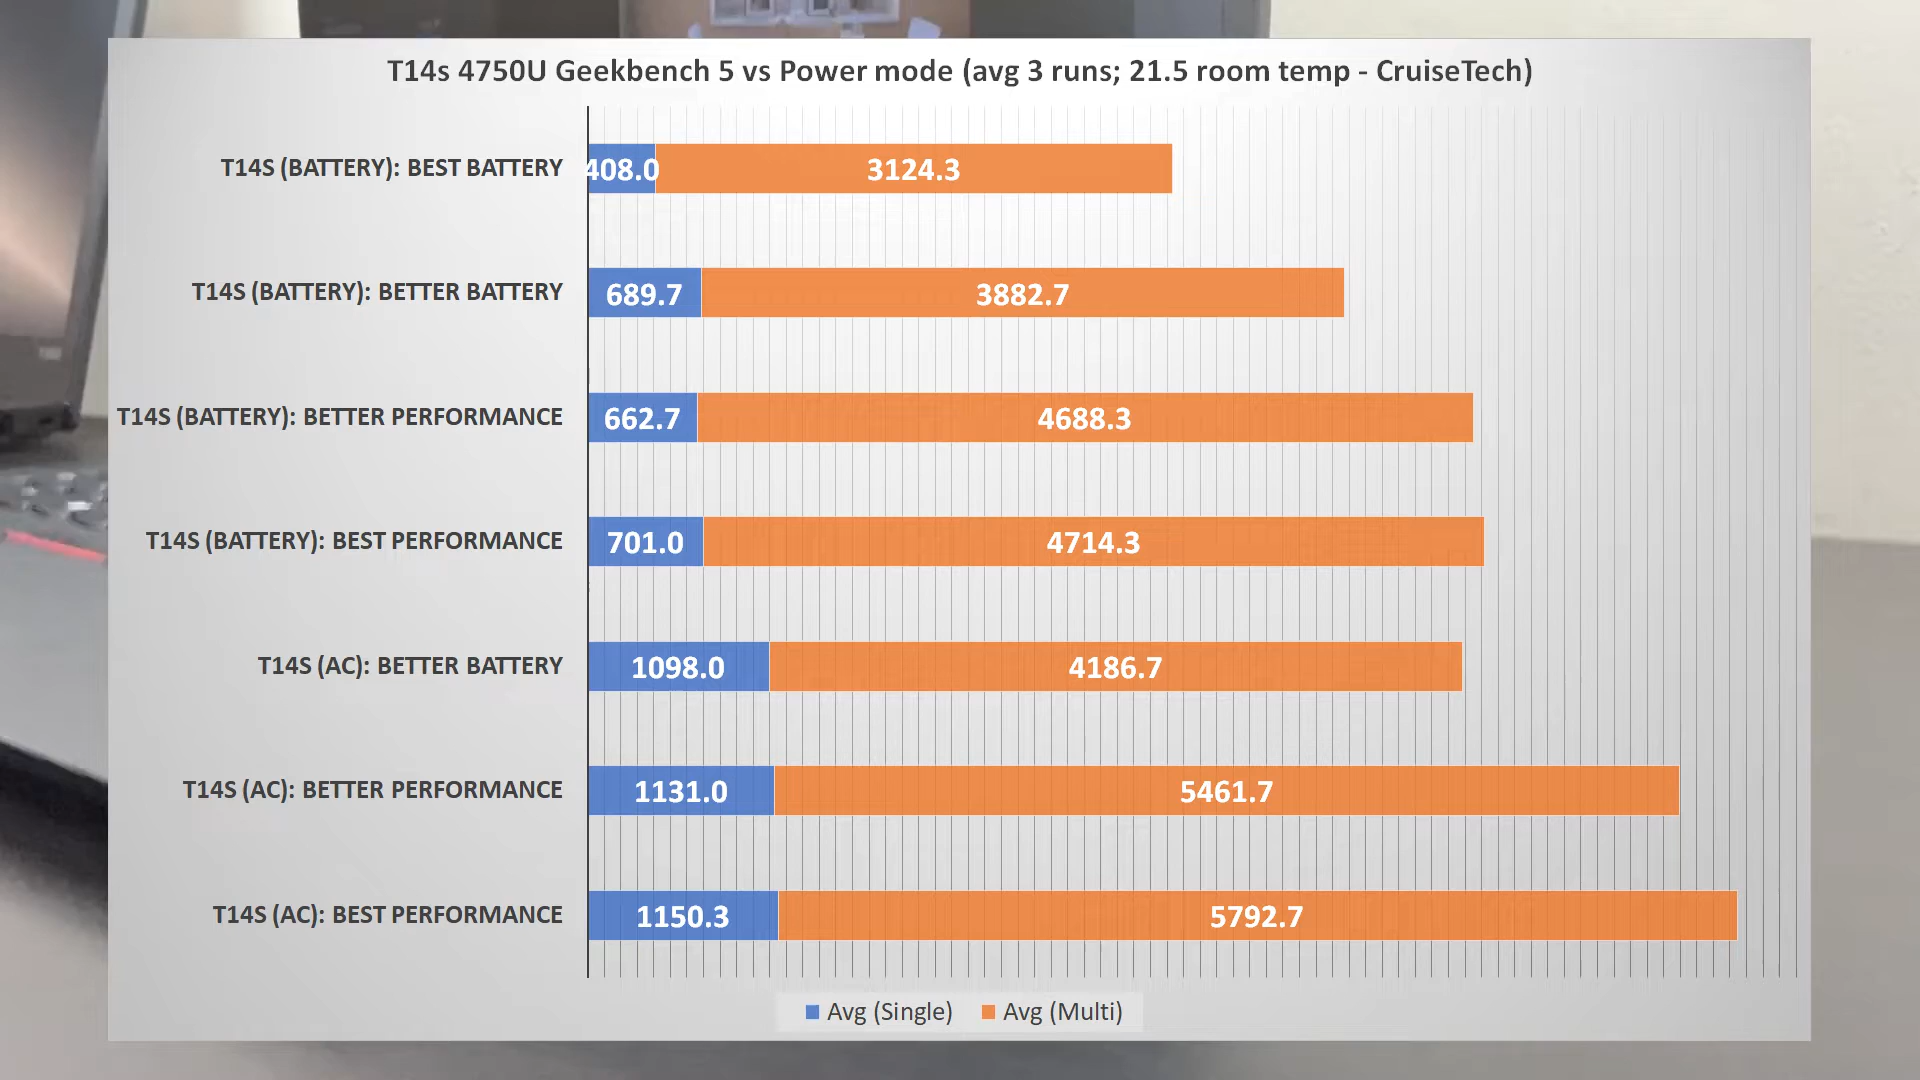 T14s 4750U Geekbench 5 vs Power mode (avg 3 runs; 21.5 room temp - CruiseTech)
T14S (BATTERY): BEST BATTERY 408.0 3124.3
T14S (BATTERY): BETTER BATTERY 689.7 3882.7
T14S (BATTERY): BETTER PERFORMANCE 662.7 4688.3
T14S (BATTERY): BEST PERFORMANCE 701.0 4714.3
T14S (AC): BETTER BATTERY 1098.0 4186.7
T14S (AC): BETTER PERFORMANCE 1131.0 5461.7
T14S (AC): BEST PERFORMANCE 1150.3 5792.7
Avg (Single) Avg (Multi)